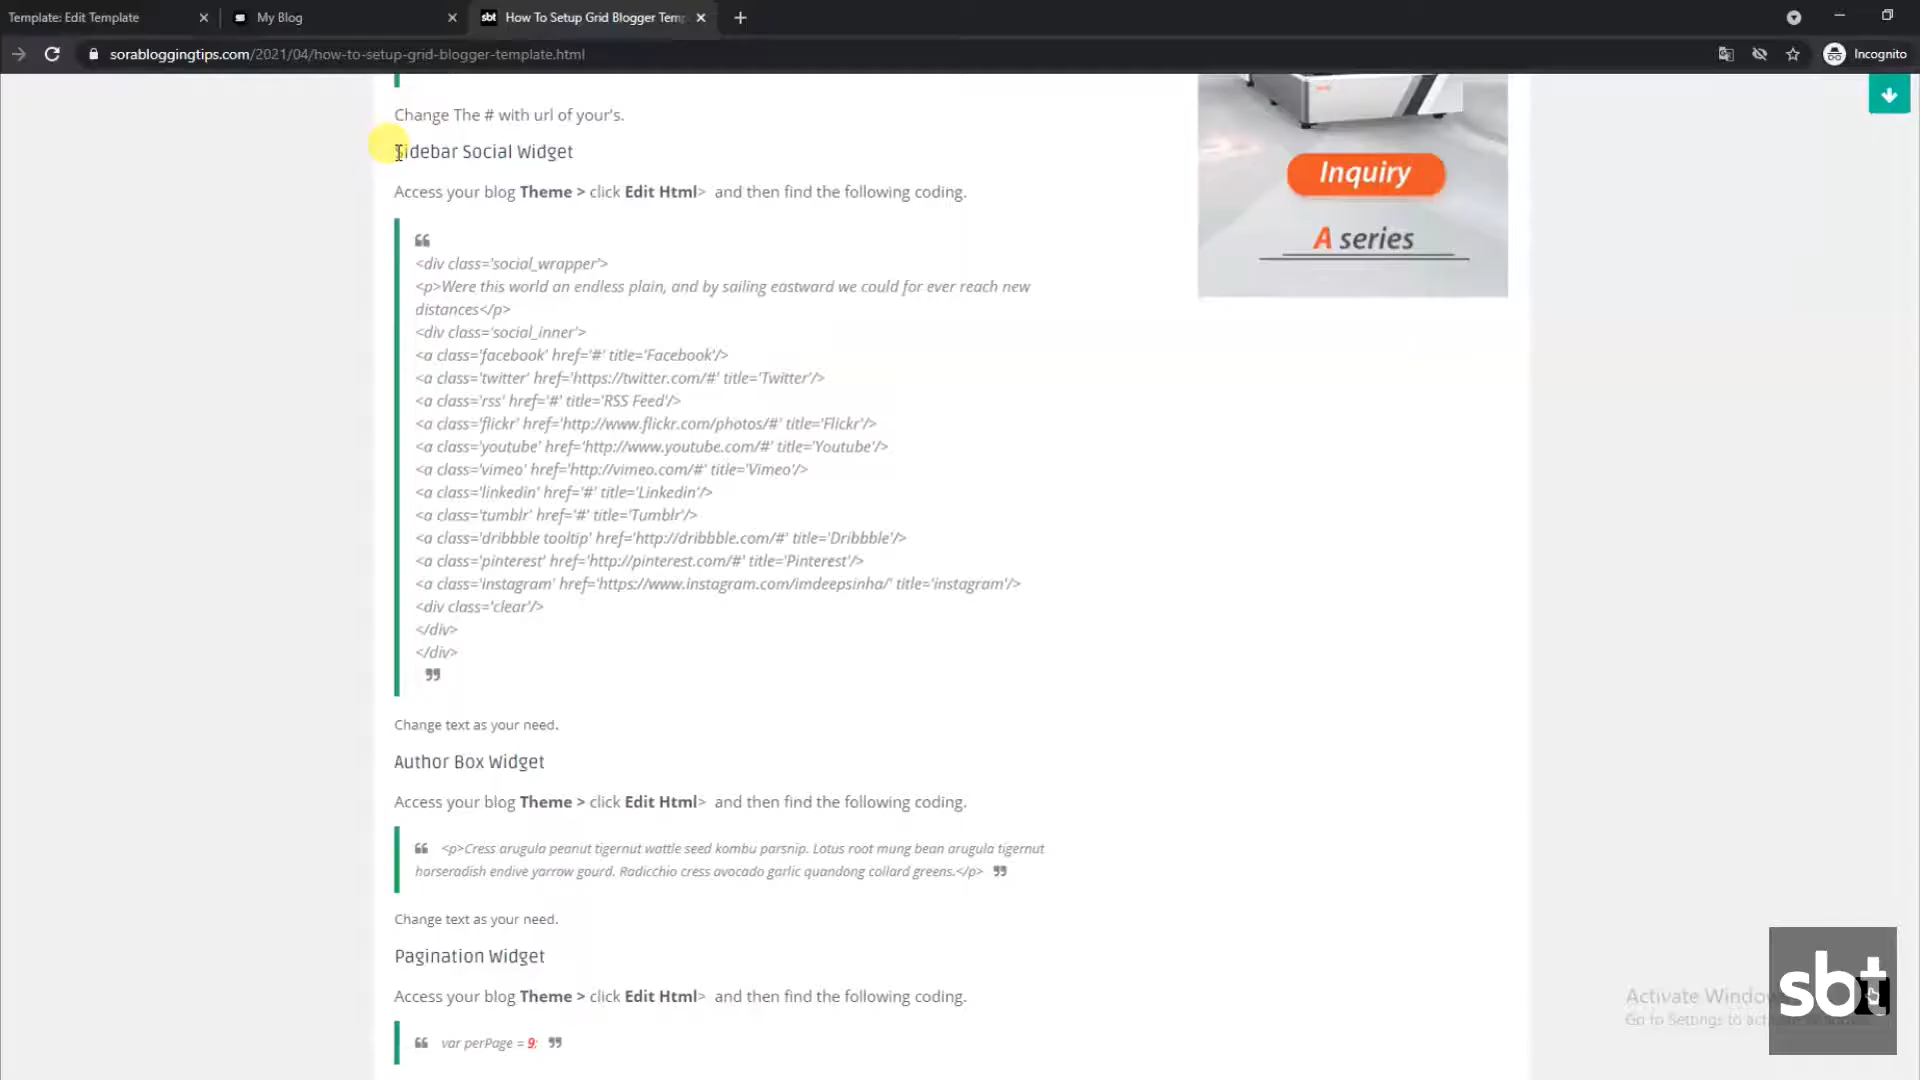 Template: Edit Template
My Blog
sbt How To Setup Grid Blogger Temp
sorabloggingtips.com/2021/04/how-to-setup-grid-blogger-template.html
Incognito
Change The # with url of your's.
Sidebar Social Widget
Access your blog Theme > click Edit Html> and then find the following coding.
<div class='social_wrapper'>
<p>Were this world an endless plain, and by sailing eastward we could for ever reach new
distances</p>
<div class='social_inner'>
<a class='facebook' href='#' title='Facebook'/>
<a class='twitter' href='https://twitter.com/#' title='Twitter'/>
<a class='rss' href='#' title='RSS Feed'/>
<a class='flickr' href='http://www.flickr.com/photos/#' title='Flickr'/>
<a class='youtube' href='http://www.youtube.com/#' title='Youtube'/>
<a class='vimeo' href='http://vimeo.com/#' title='Vimeo'/>
<a class='linkedin' href='#' title='Linkedin'/>
<a class='tumblr' href='#' title='Tumblr'/>
<a class='dribbble tooltip' href='http://dribbble.com/#' title='Dribbble'/>
<a class='pinterest' href='http://pinterest.com/#' title='Pinterest'/>
<a class='instagram' href='https://www.instagram.com/imdeepsinha/' title='instagram'/>
<div class='clear'/>
</div>
</div>
Change text as your need.
Author Box Widget
Access your blog Theme > click Edit Html> and then find the following coding.
<p>Cress arugula peanut tigernut wattle seed kombu parsnip. Lotus root mung bean arugula tigernut
horseradish endive yarrow gourd. Radicchio cress avocado garlic quandong collard greens.</p>
Change text as your need.
Pagination Widget
Access your blog Theme > click Edit Html> and then find the following coding.
var perPage = 9;
Inquiry
A series
Activate Windows
Go to Settings to
sbt